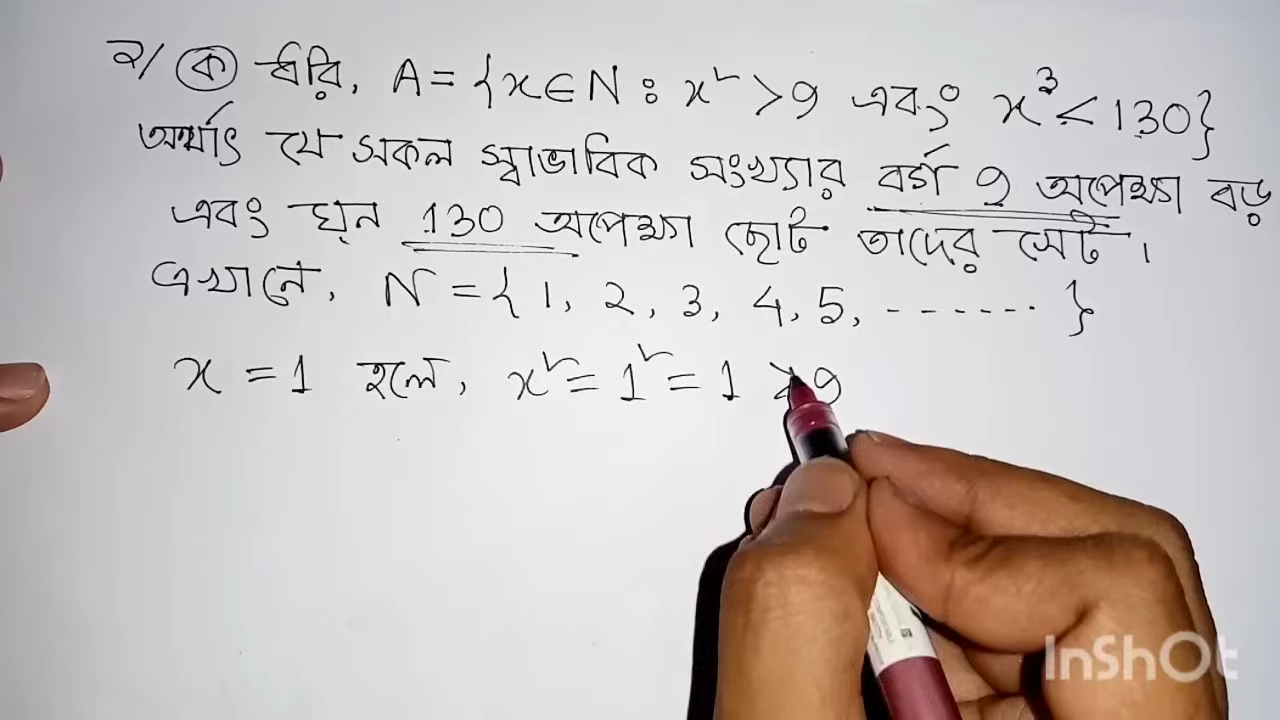 ২/ (ক) ধরি, A = {x ∈ N : x² > 9 এবং x³ < 130}
অর্থাৎ যে সকল স্বাভাবিক সংখ্যার বর্গ 9 অপেক্ষা বড়
এবং ঘন 130 অপেক্ষা ছোট তাদের সেট।
এখানে, N = {1, 2, 3, 4, 5, ------- }
x = 1 হলে, x² = 1² = 1 > 9
InShOt